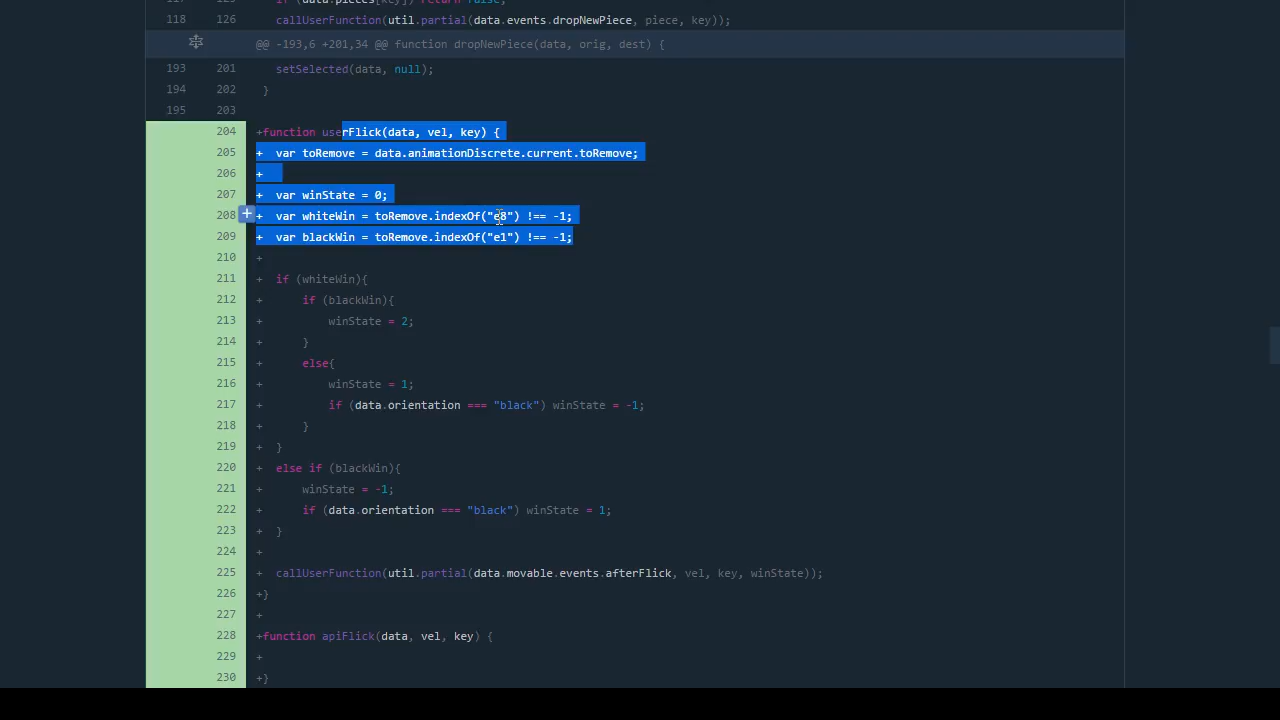 118 126 callUserFunction(util.partial(data.events.dropNewPiece, piece, key));
@@ -193,6 +201,34 @@ function dropNewPiece(data, orig, dest) {
193 201 setSelected(data, null);
194 202 }
195 203
204 +function userFlick(data, vel, key) {
205 + var toRemove = data.animationDiscrete.current.toRemove;
206 +
207 + var winState = 0;
208 + var whiteWin = toRemove.indexOf("e8") !== -1;
209 + var blackWin = toRemove.indexOf("e1") !== -1;
210 +
211 + if (whiteWin){
212 + if (blackWin){
213 + winState = 2;
214 + }
215 + else{
216 + winState = 1;
217 + if (data.orientation === "black") winState = -1;
218 + }
219 + }
220 + else if (blackWin){
221 + winState = -1;
222 + if (data.orientation === "black") winState = 1;
223 + }
224 +
225 + callUserFunction(util.partial(data.movable.events.afterFlick, vel, key, winState));
226 +}
227 +
228 +function apiFlick(data, vel, key) {
229 +
230 +}